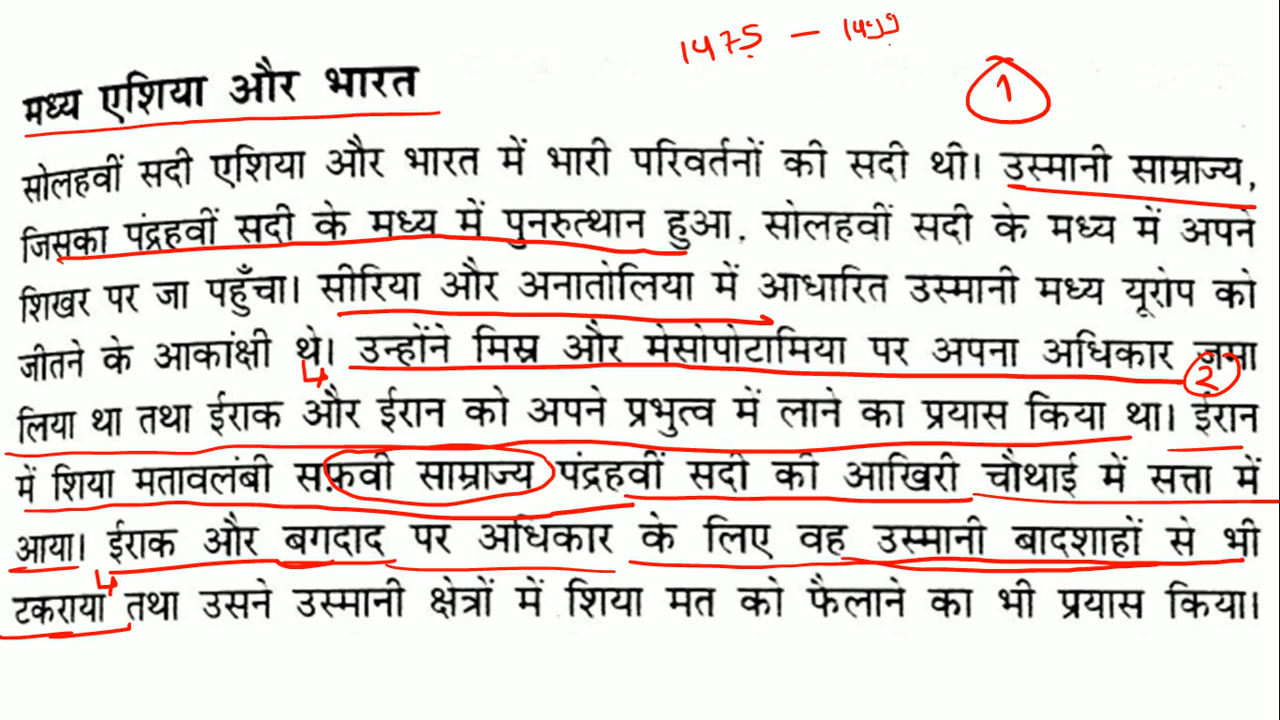 1475 – 1499
1
मध्य एशिया और भारत
सोलहवीं सदी एशिया और भारत में भारी परिवर्तनों की सदी थी। उस्मानी साम्राज्य,
जिसका पंद्रहवीं सदी के मध्य में पुनरुत्थान हुआ, सोलहवीं सदी के मध्य में अपने
शिखर पर जा पहुँचा। सीरिया और अनातोलिया में आधारित उस्मानी मध्य यूरोप को
जीतने के आकांक्षी थे। उन्होंने मिस्र और मेसोपोटामिया पर अपना अधिकार जमा
2
लिया था तथा ईराक और ईरान को अपने प्रभुत्व में लाने का प्रयास किया था। ईरान
में शिया मतावलंबी सफ़वी साम्राज्य पंद्रहवीं सदी की आखिरी चौथाई में सत्ता में
आया। ईराक और बगदाद पर अधिकार के लिए वह उस्मानी बादशाहों से भी
टकराया तथा उसने उस्मानी क्षेत्रों में शिया मत को फैलाने का भी प्रयास किया।